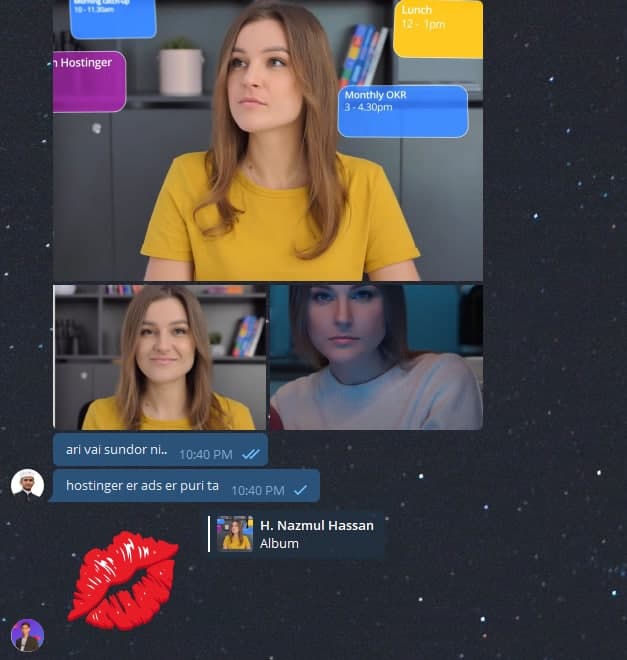 Morning catch-up
10 - 11.30am
Lunch
12 - 1pm
n Hostinger
Monthly OKR
3 - 4.30pm
ari vai sundor ni.. 10:40 PM
hostinger er ads er puri ta 10:40 PM
H. Nazmul Hassan
Album